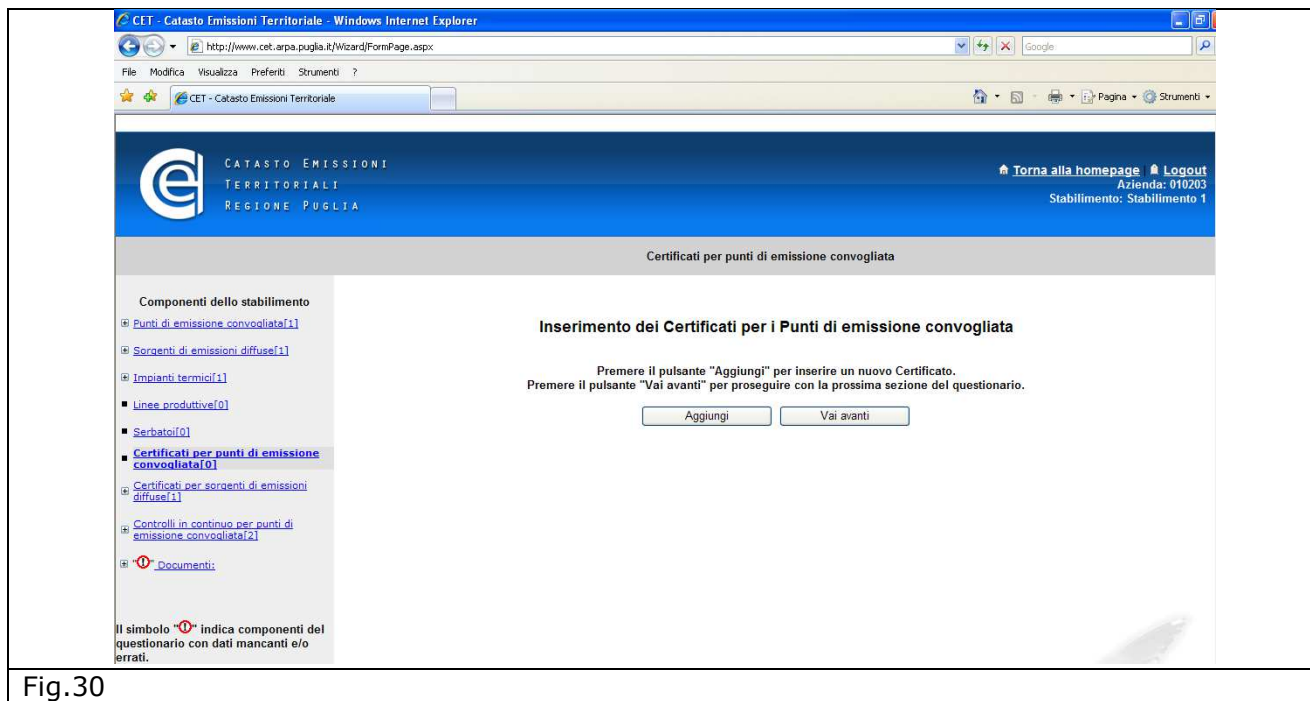 CET - Catasto Emissioni Territoriale - Windows Internet Explorer
http://www.cet.arpa.puglia.it/Wizard/FormPage.aspx
Google
File Modifica Visualizza Preferiti Strumenti ?
CET - Catasto Emissioni Territoriale
Pagina
Strumenti
CATASTO EMISSIONI
TERRITORIALI
REGIONE PUGLIA
Torna alla homepage | Logout
Azienda: 010203
Stabilimento: Stabilimento 1
Certificati per punti di emissione convogliata
Componenti dello stabilimento
Punti di emissione convogliata[1]
Sorgenti di emissioni diffuse[1]
Impianti termici[1]
Linee produttive[0]
Serbatoi[0]
Certificati per punti di emissione
convogliata[0]
Certificati per sorgenti di emissioni
diffuse[1]
Controlli in continuo per punti di
emissione convogliata[2]
"!" Documenti:
Il simbolo "!" indica componenti del
questionario con dati mancanti e/o
errati.
Inserimento dei Certificati per i Punti di emissione convogliata
Premere il pulsante "Aggiungi" per inserire un nuovo Certificato.
Premere il pulsante "Vai avanti" per proseguire con la prossima sezione del questionario.
Aggiungi
Vai avanti
Fig.30